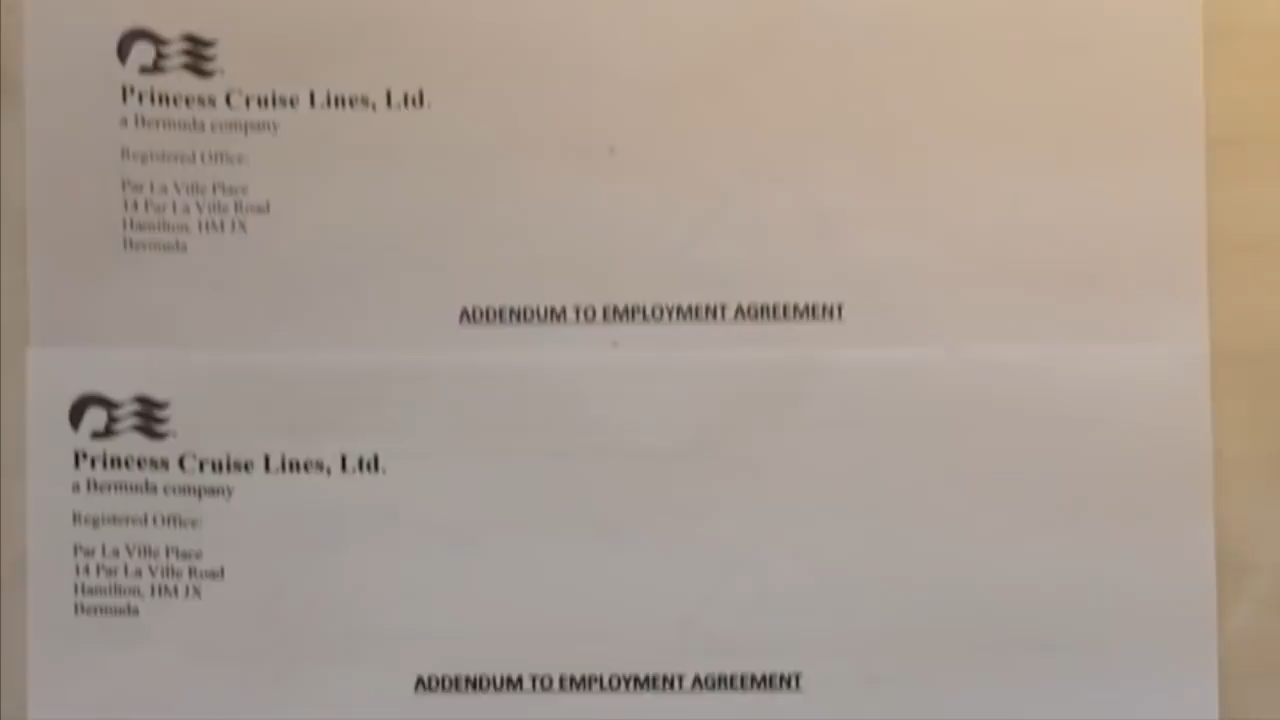 Princess Cruise Lines, Ltd.
a Bermuda company
Registered Office:
Par La Ville Place
14 Par La Ville Road
Hamilton, HM JX
Bermuda
ADDENDUM TO EMPLOYMENT AGREEMENT
Princess Cruise Lines, Ltd.
a Bermuda company
Registered Office:
Par La Ville Place
14 Par La Ville Road
Hamilton, HM JX
Bermuda
ADDENDUM TO EMPLOYMENT AGREEMENT